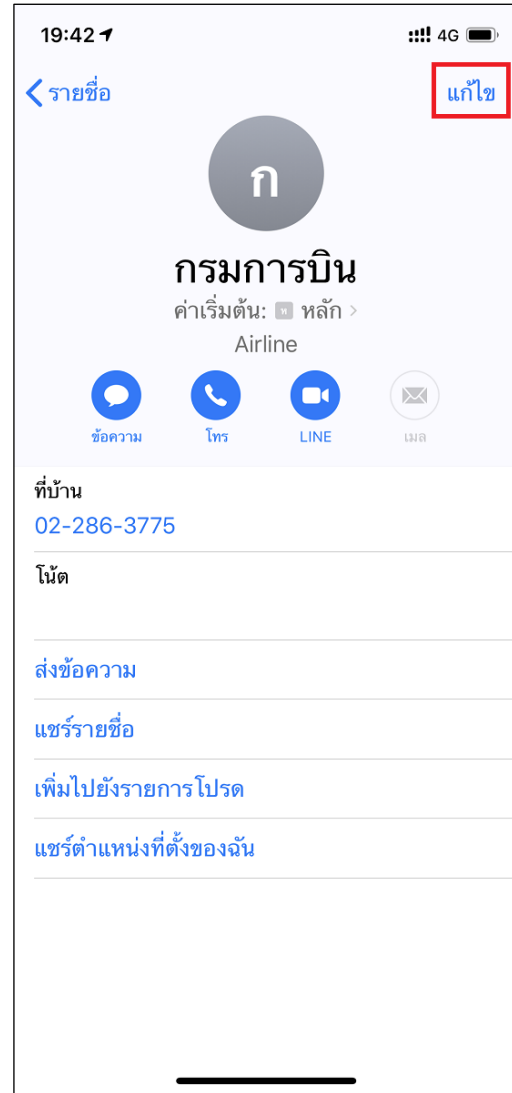 19:42
4G
รายชื่อ
แก้ไข
ก
กรมการบิน
ค่าเริ่มต้น: ห หลัก
Airline
ข้อความ
โทร
LINE
เมล
ที่บ้าน
02-286-3775
โน้ต
ส่งข้อความ
แชร์รายชื่อ
เพิ่มไปยังรายการโปรด
แชร์ตำแหน่งที่ตั้งของฉัน